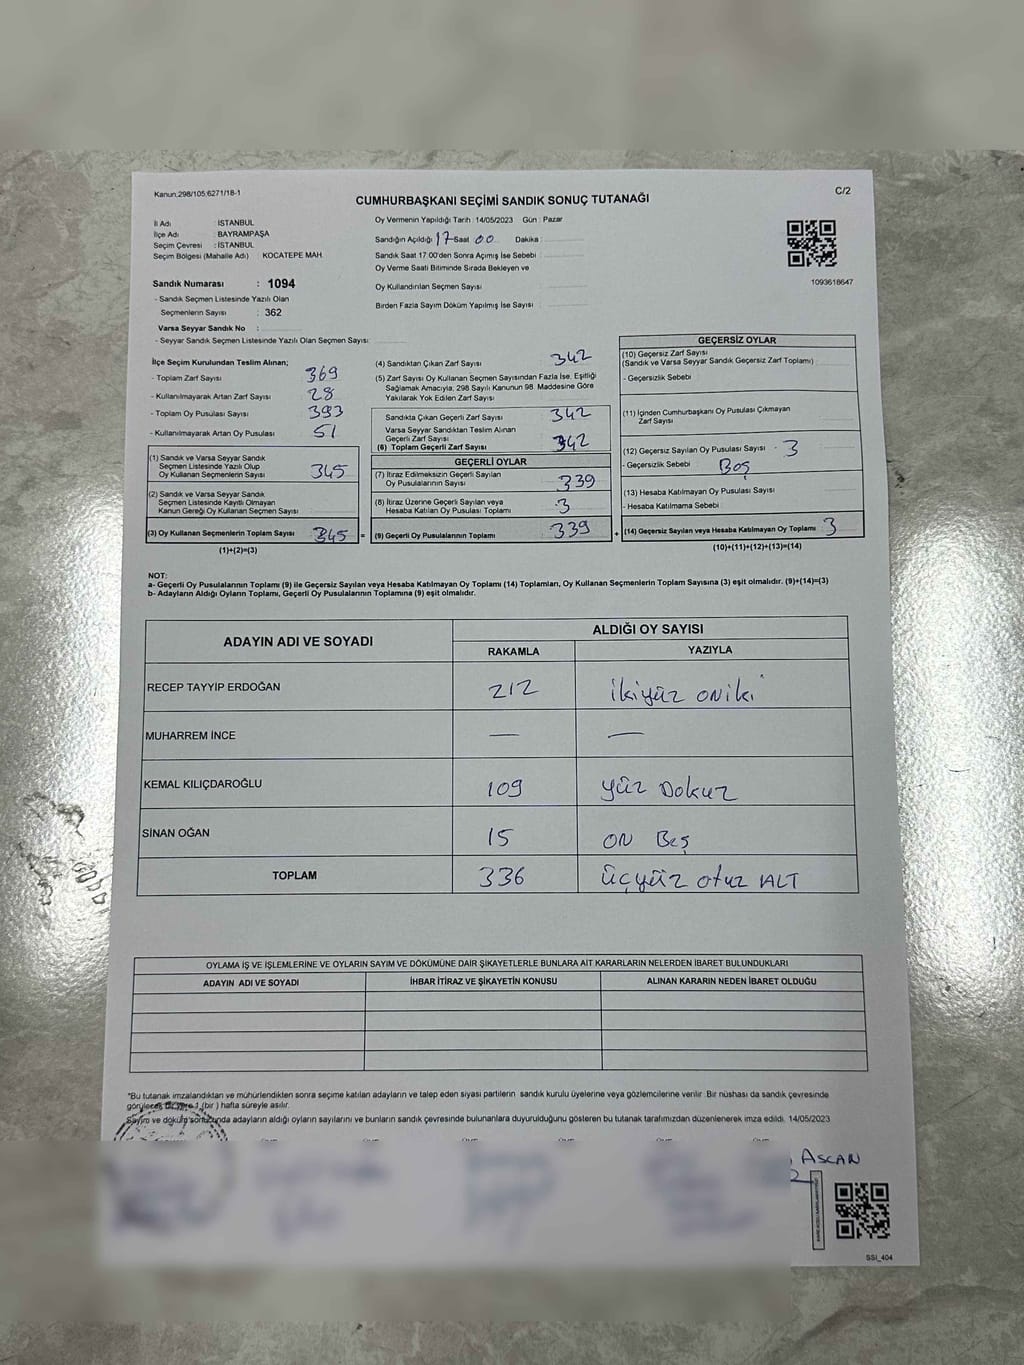 Kanun:298/105;6271/18-1
C/2
CUMHURBAŞKANI SEÇİMİ SANDIK SONUÇ TUTANAĞI
İl Adı : İSTANBUL
İlçe Adı : BAYRAMPAŞA
Seçim Çevresi : İSTANBUL
Seçim Bölgesi (Mahalle Adı) : KOCATEPE MAH.
Oy Vermenin Yapıldığı Tarih : 14/05/2023 Gün : Pazar
Sandığın Açıldığı 17 Saat 00 Dakika
Sandık Saat 17.00'den Sonra Açımış İse Sebebi
Oy Verme Saati Bitiminde Sırada Bekleyen ve
Oy Kullandırılan Seçmen Sayısı
Birden Fazla Sayım Döküm Yapılmış İse Sayısı
1093618647
Sandık Numarası : 1094
- Sandık Seçmen Listesinde Yazılı Olan
Seçmenlerin Sayısı : 362
Varsa Seyyar Sandık No :
- Seyyar Sandık Seçmen Listesinde Yazılı Olan Seçmen Sayısı:
İlçe Seçim Kurulundan Teslim Alınan;
- Toplam Zarf Sayısı 369
- Kullanılmayarak Artan Zarf Sayısı 28
- Toplam Oy Pusulası Sayısı 393
- Kullanılmayarak Artan Oy Pusulası 51
(1) Sandık ve Varsa Seyyar Sandık
Seçmen Listesinde Yazılı Olup
Oy Kullanan Seçmenlerin Sayısı 345
(2) Sandık ve Varsa Seyyar Sandık
Seçmen Listesinde Kayıtlı Olmayan
Kanun Gereği Oy Kullanan Seçmen Sayısı
(3) Oy Kullanan Seçmenlerin Toplam Sayısı 345 =
(1)+(2)=(3)
(4) Sandıktan Çıkan Zarf Sayısı 342
(5) Zarf Sayısı Oy Kullanan Seçmen Sayısından Fazla İse, Eşitliği
Sağlamak Amacıyla, 298 Sayılı Kanunun 98. Maddesine Göre
Yakılarak Yok Edilen Zarf Sayısı
Sandıkta Çıkan Geçerli Zarf Sayısı 342
Varsa Seyyar Sandıktan Teslim Alınan
Geçerli Zarf Sayısı
(6) Toplam Geçerli Zarf Sayısı 342
GEÇERLİ OYLAR
(7) İtiraz Edilmeksizin Geçerli Sayılan
Oy Pusulalarının Sayısı 339
(8) İtiraz Üzerine Geçerli Sayılan veya
Hesaba Katılan Oy Pusulası Toplamı 3
(9) Geçerli Oy Pusulalarının Toplamı 339 +
GEÇERSİZ OYLAR
(10) Geçersiz Zarf Sayısı
(Sandık ve Varsa Seyyar Sandık Geçersiz Zarf Toplamı)
- Geçersizlik Sebebi
(11) İçinden Cumhurbaşkanı Oy Pusulası Çıkmayan
Zarf Sayısı
(12) Geçersiz Sayılan Oy Pusulası Sayısı 3
- Geçersizlik Sebebi Boş
(13) Hesaba Katılmayan Oy Pusulası Sayısı
- Hesaba Katılmama Sebebi
(14) Geçersiz Sayılan veya Hesaba Katılmayan Oy Toplamı 3
(10)+(11)+(12)+(13)=(14)
NOT:
a- Geçerli Oy Pusulalarının Toplamı (9) ile Geçersiz Sayılan veya Hesaba Katılmayan Oy Toplamı (14) Toplamları, Oy Kullanan Seçmenlerin Toplam Sayısına (3) eşit olmalıdır. (9)+(14)=(3)
b- Adayların Aldığı Oyların Toplamı, Geçerli Oy Pusulalarının Toplamına (9) eşit olmalıdır.
ADAYIN ADI VE SOYADI
ALDIĞI OY SAYISI
RAKAMLA YAZIYLA
RECEP TAYYIP ERDOĞAN 212 ikiyüz oniki
MUHARREM İNCE — —
KEMAL KILIÇDAROĞLU 109 yüz Dokuz
SİNAN OĞAN 15 ON Beş
TOPLAM 336 üçyüz otuz ALT
OYLAMA İŞ VE İŞLEMLERİNE VE OYLARIN SAYIM VE DÖKÜMÜNE DAİR ŞİKAYETLERLE BUNLARA AİT KARARLARIN NELERDEN İBARET BULUNDUKLARI
ADAYIN ADI VE SOYADI İHBAR İTİRAZ VE ŞİKAYETİN KONUSU ALINAN KARARIN NEDEN İBARET OLDUĞU
"Bu tutanak imzalandıktan ve mühürlendikten sonra seçime katılan adayların ve talep eden siyasi partilerin sandık kurulu üyelerine veya gözlemcilerine verilir. Bir nüshası da sandık çevresinde
görülecek bir yere 1 (bir) hafta süreyle asılır.
Sayım ve döküm sonucunda adayların aldığı oyların sayılarını ve bunların sandık çevresinde bulunanlara duyurulduğunu gösteren bu tutanak tarafımızdan düzenlenerek imza edildi. 14/05/2023
ASCAN
SSI_404